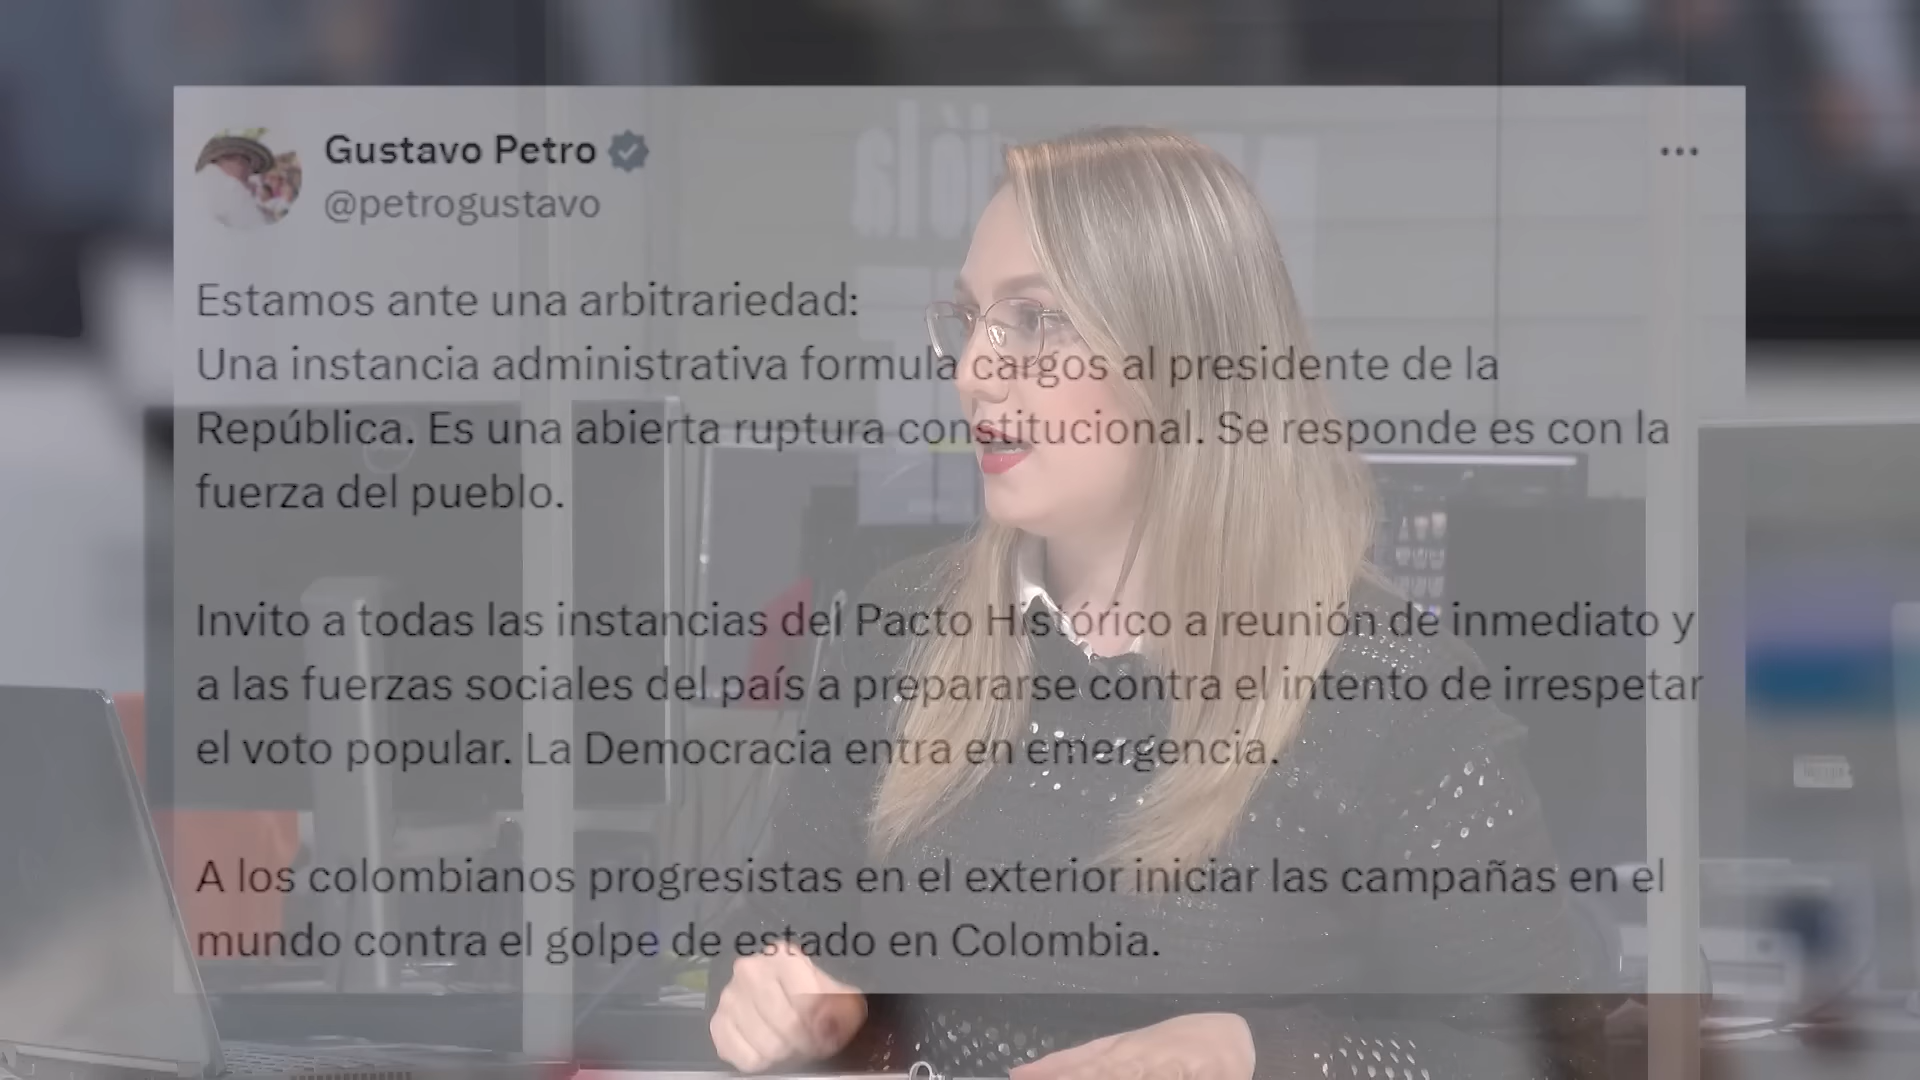 Gustavo Petro
@petrogustavo
Estamos ante una arbitrariedad:
Una instancia administrativa formula cargos al presidente de la
República. Es una abierta ruptura constitucional. Se responde es con la
fuerza del pueblo.
Invito a todas las instancias del Pacto Histórico a reunión de inmediato y
a las fuerzas sociales del país a prepararse contra el intento de irrespetar
el voto popular. La Democracia entra en emergencia.
A los colombianos progresistas en el exterior iniciar las campañas en el
mundo contra el golpe de estado en Colombia.